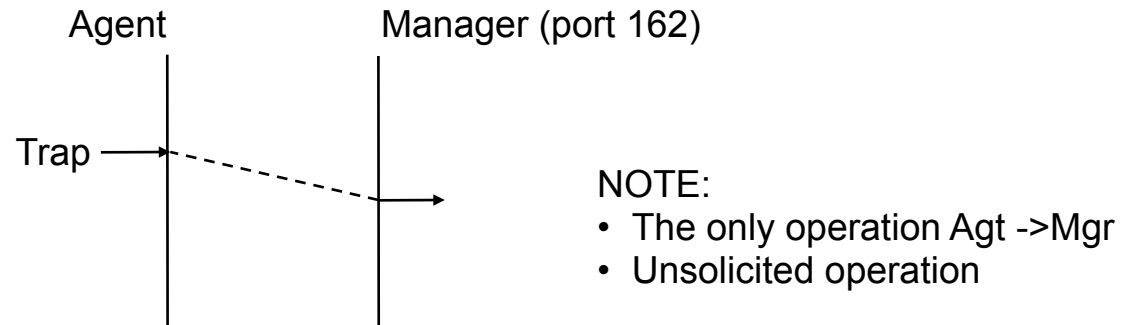 Agent
Manager (port 162)
Trap
NOTE:
• The only operation Agt ->Mgr
• Unsolicited operation